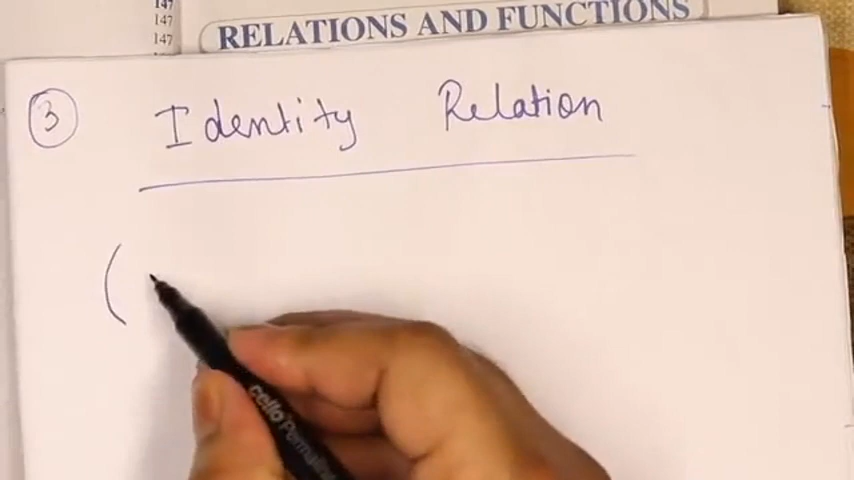 147
147
147
RELATIONS AND FUNCTIONS
3 Identity Relation
(
cello